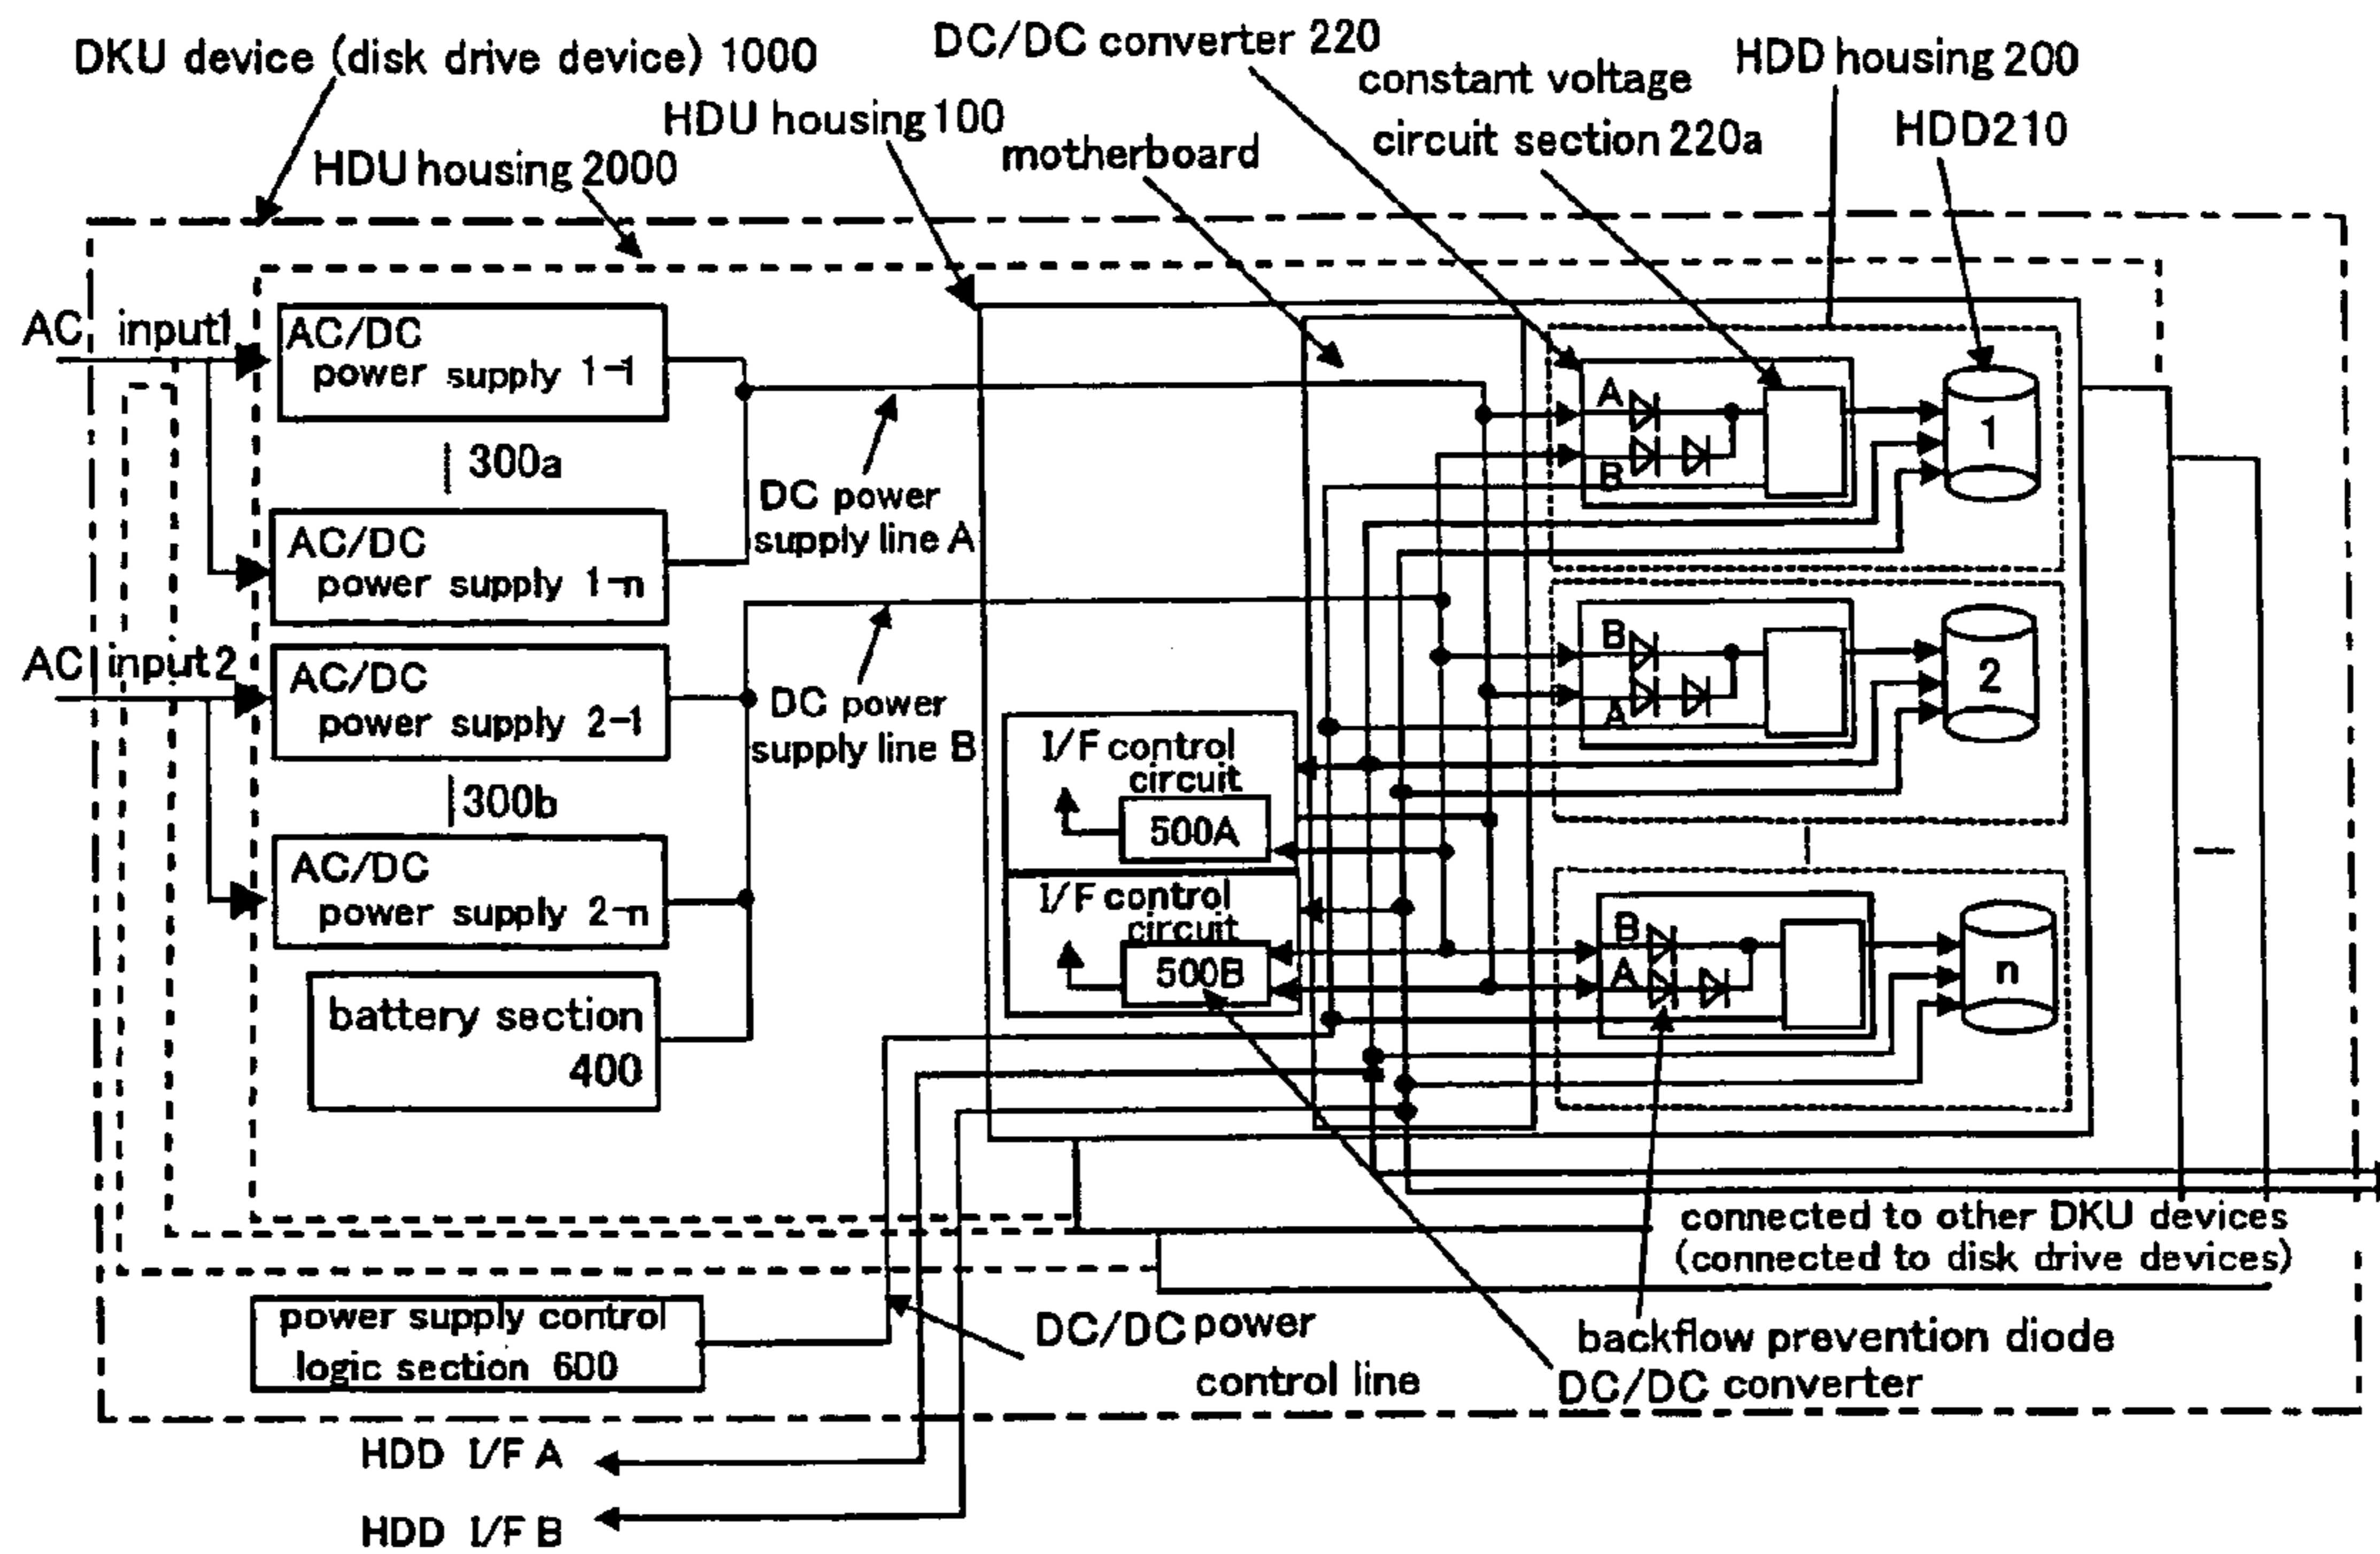 DKU device (disk drive device) 1000
DC/DC converter 220
HDD housing 200
constant voltage
circuit section 220a
HDU housing 100
HDD210
motherboard
HDU housing 2000
AC input1
AC/DC
power supply 1-1
300a
AC/DC
power supply 1-n
DC power
supply line A
AC input2
AC/DC
power supply 2-1
300b
AC/DC
power supply 2-n
DC power
supply line B
battery section
400
A
B
1
B
A
2
B
A
n
I/F control
circuit
500A
I/F control
circuit
500B
connected to other DKU devices
(connected to disk drive devices)
power supply control
logic section 600
DC/DC power
control line
backflow prevention diode
DC/DC converter
HDD I/F A
HDD I/F B